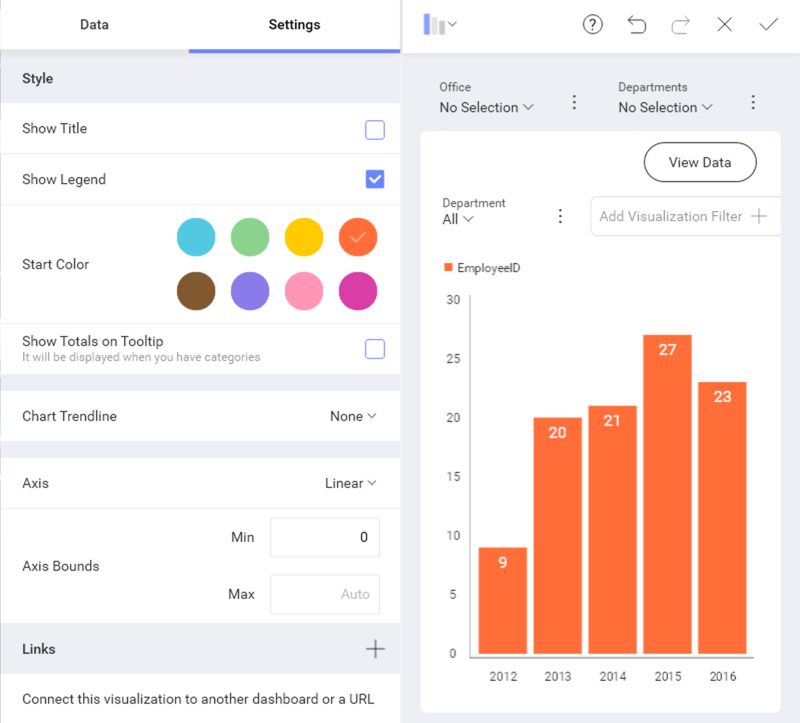 Data
Settings
Style
Show Title
Show Legend
Start Color
Show Totals on Tooltip
It will be displayed when you have categories
Chart Trendline
None
Axis
Linear
Axis Bounds
Min
0
Max
Auto
Links
Connect this visualization to another dashboard or a URL
?
Office
No Selection
Departments
No Selection
View Data
Department
All
Add Visualization Filter
EmployeeID
30
25
20
15
10
5
0
9
20
21
27
23
2012
2013
2014
2015
2016